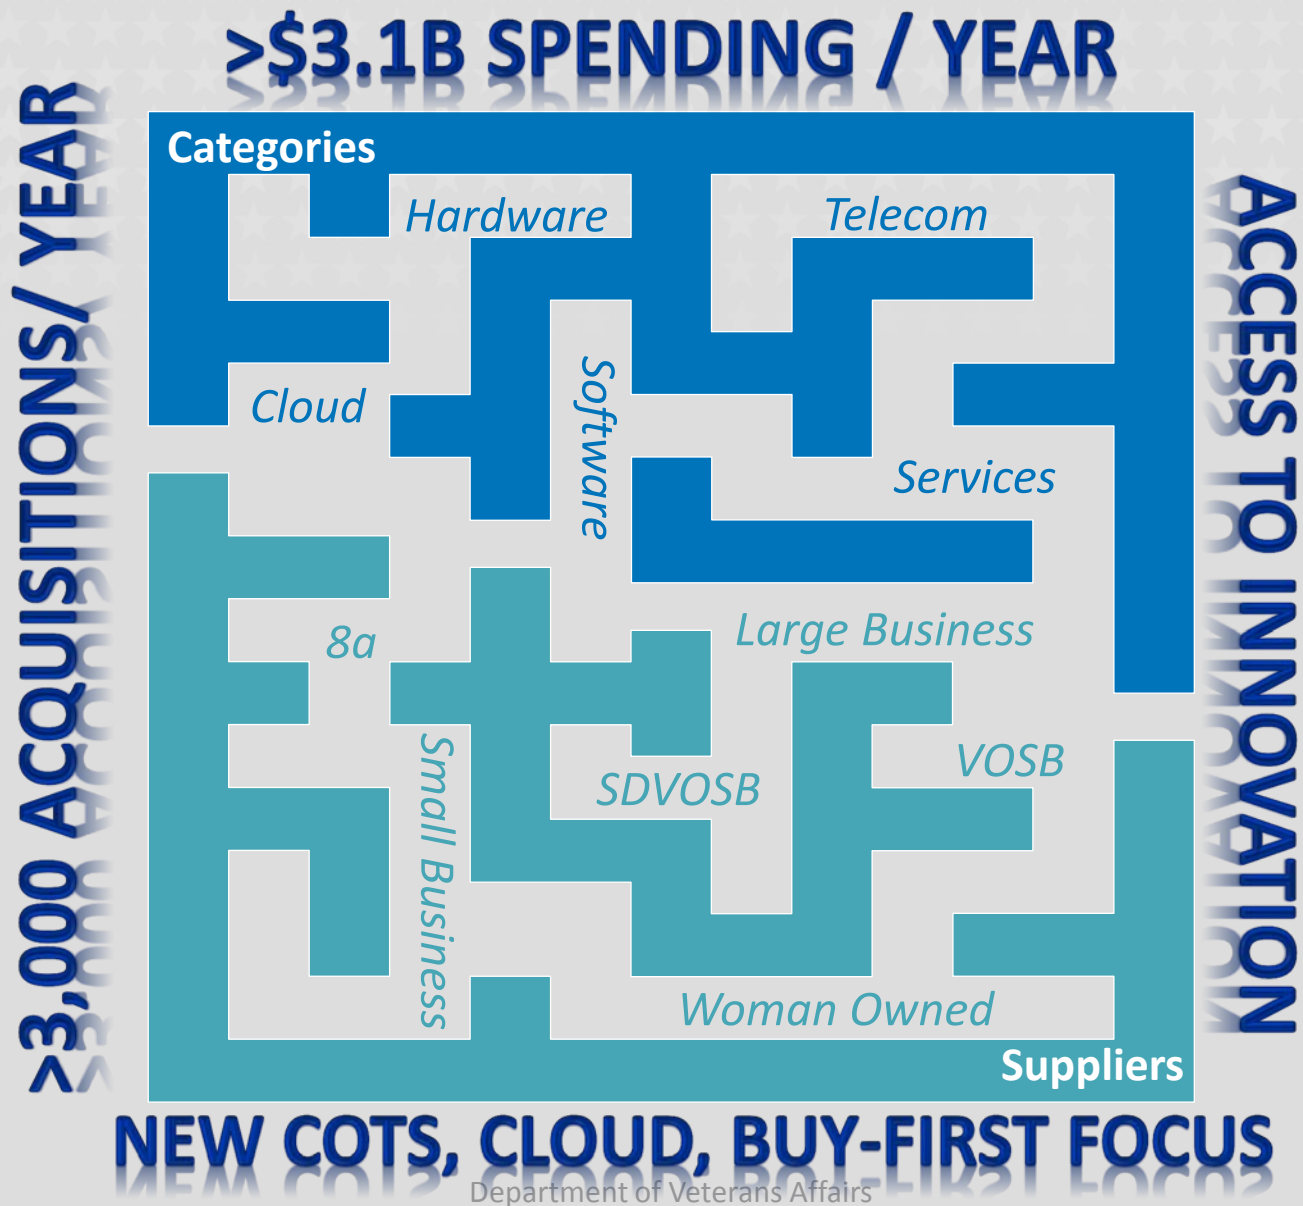 >$3.1B SPENDING / YEAR
>3,000 ACQUISITIONS/ YEAR
ACCESS TO INNOVATION
Categories
Hardware
Telecom
Cloud
Software
Services
8a
Large Business
Small Business
SDVOSB
VOSB
Woman Owned
Suppliers
NEW COTS, CLOUD, BUY-FIRST FOCUS
Department of Veterans Affairs